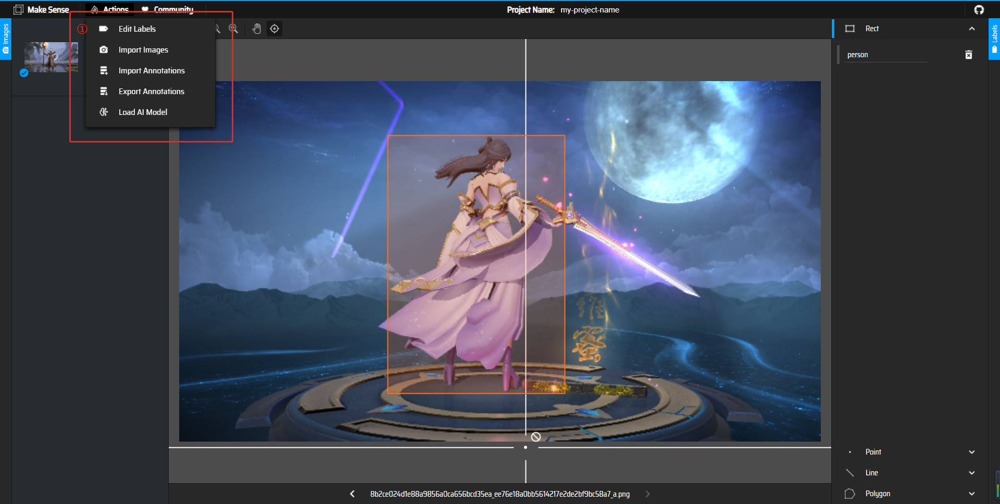 Make Sense
Actions
Community
Project Name: my-project-name
Images
①
Edit Labels
Import Images
Import Annotations
Export Annotations
Load AI Model
Rect
person
Labels
蜜
Point
Line
Polygon
8b2ce024d1e88a9856a0ca656bcd35ea_ee76e18a0bb5614217e2de2bf9bc58a7_a.png